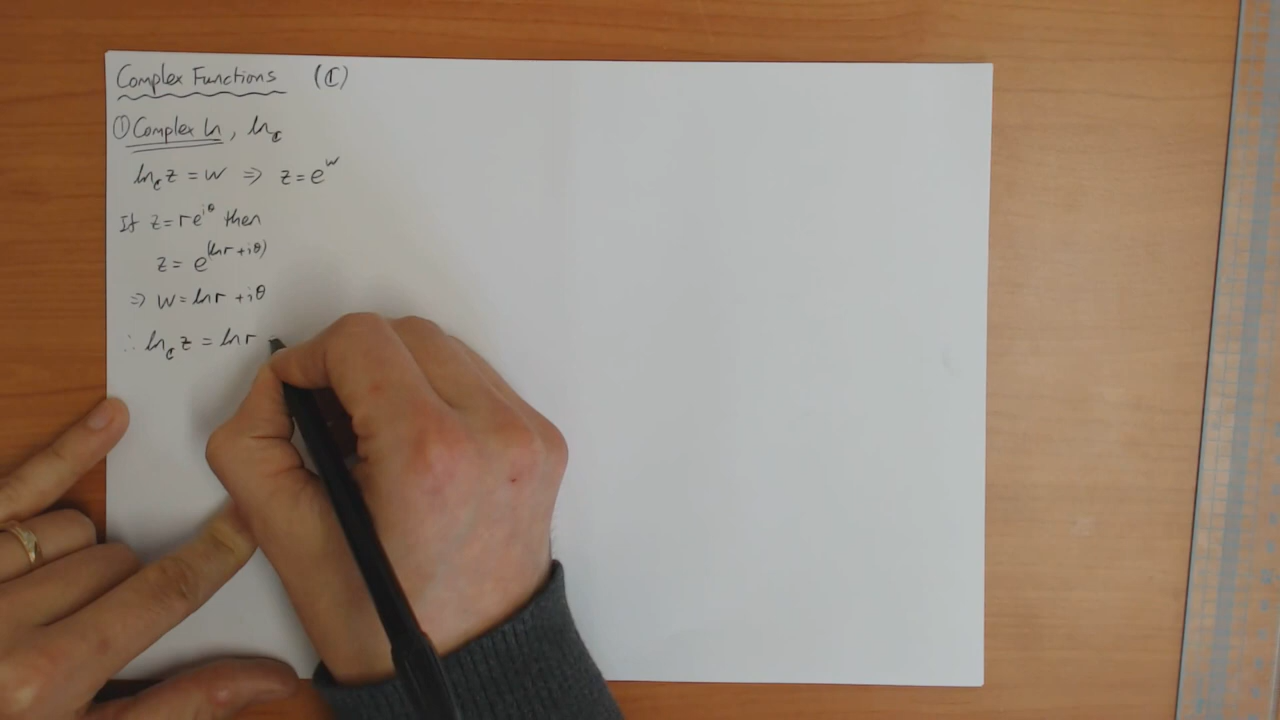 Complex Functions (ℂ)
① Complex ln, ln_ℂ
ln_ℂ z = w ⇒ z = e^w
If z = re^{iθ} then
z = e^{(ln r + iθ)}
⇒ w = ln r + iθ
∴ ln_ℂ z = ln r